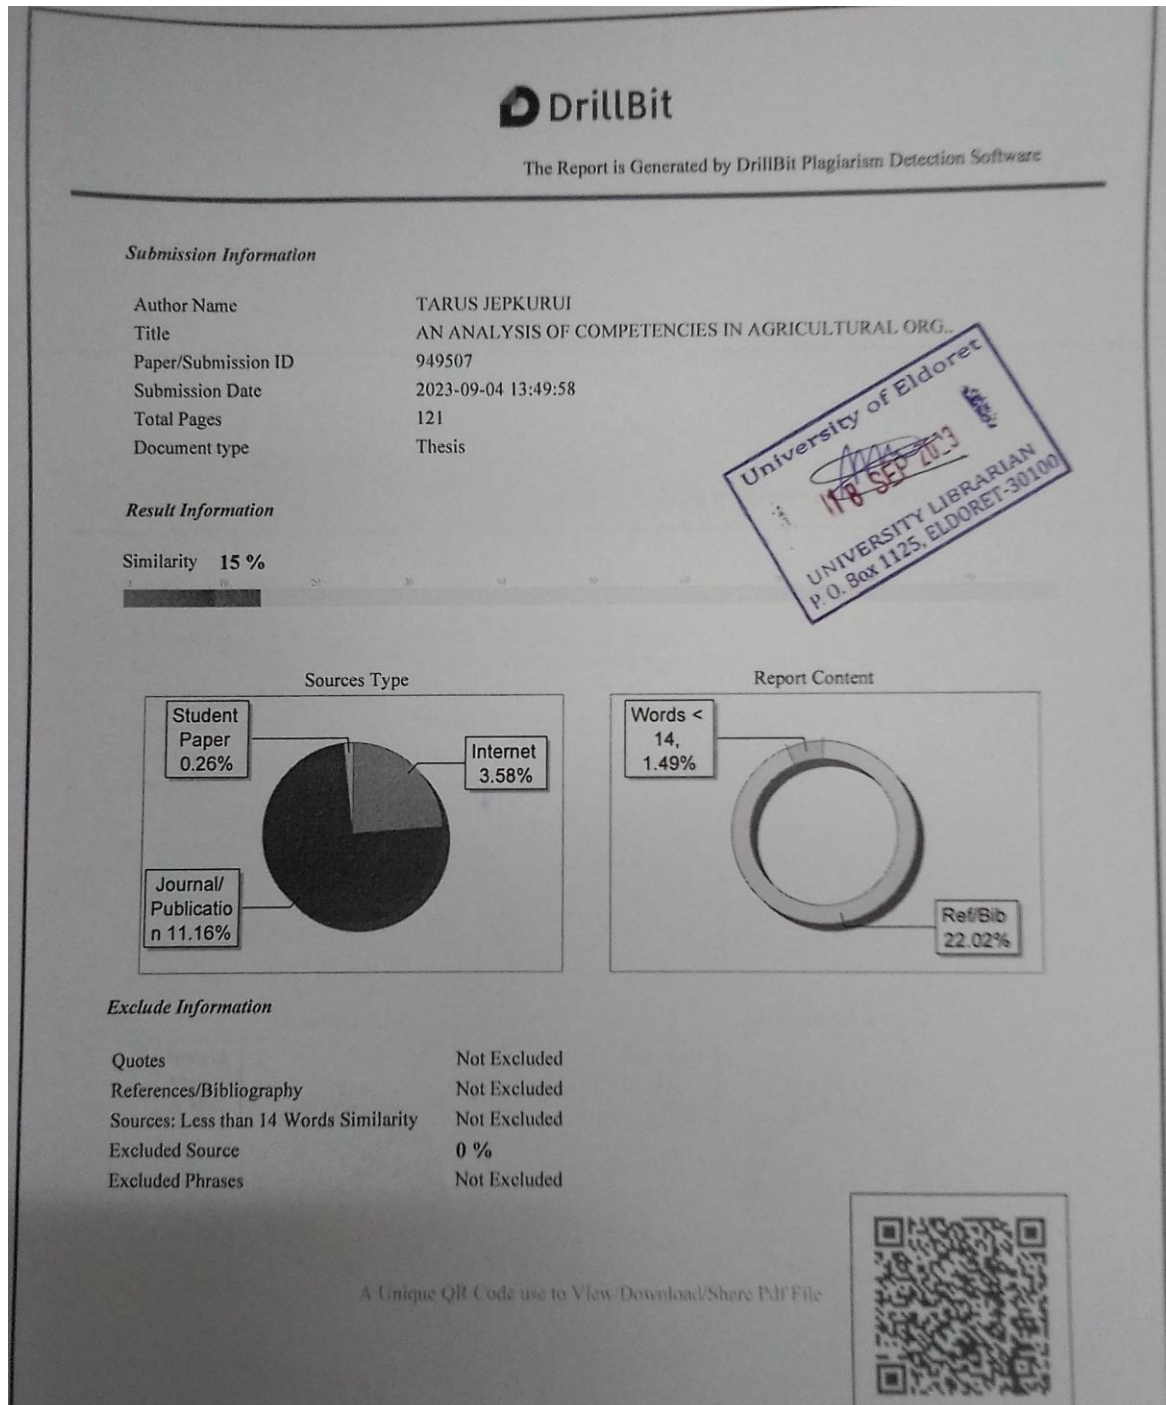 DrillBit
The Report is Generated by DrillBit Plagiarism Detection Software
Submission Information
Author Name TARUS JEPKURUI
Title AN ANALYSIS OF COMPETENCIES IN AGRICULTURAL ORG..
Paper/Submission ID 949507
Submission Date 2023-09-04 13:49:58
Total Pages 121
Document type Thesis
University of Eldoret
18 SEP 2023
UNIVERSITY LIBRARIAN
P. O. Box 1125, ELDORET-30100
Result Information
Similarity 15 %
Sources Type
Student
Paper
0.26%
Internet
3.58%
Journal/
Publicatio
n 11.16%
Report Content
Words <
14,
1.49%
Ref/Bib
22.02%
Exclude Information
Quotes Not Excluded
References/Bibliography Not Excluded
Sources: Less than 14 Words Similarity Not Excluded
Excluded Source 0 %
Excluded Phrases Not Excluded
A Unique QR Code use to View/Download/Share Pdf File